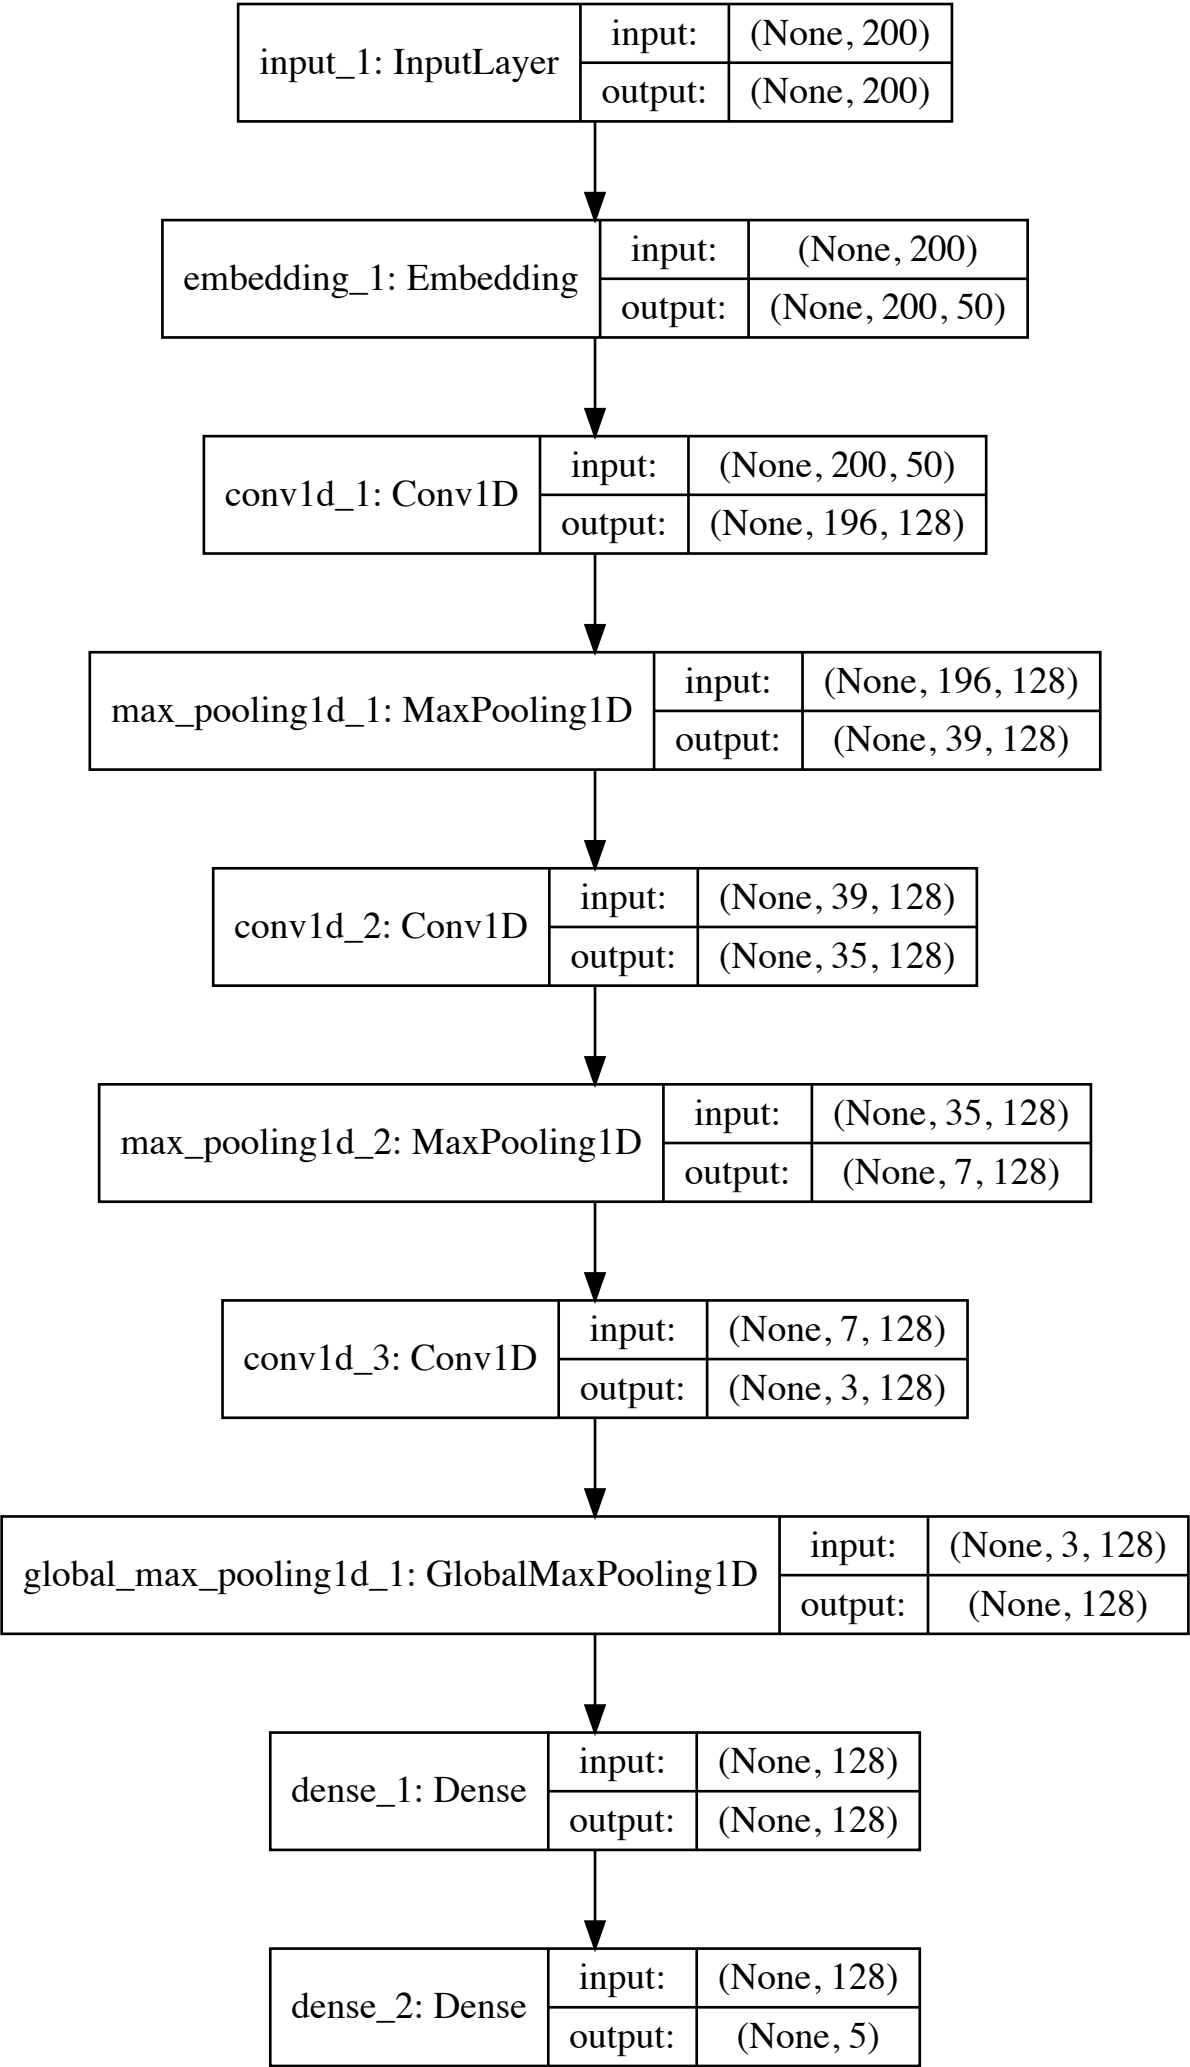 input_1: InputLayer
input: (None, 200)
output: (None, 200)
embedding_1: Embedding
input: (None, 200)
output: (None, 200, 50)
conv1d_1: Conv1D
input: (None, 200, 50)
output: (None, 196, 128)
max_pooling1d_1: MaxPooling1D
input: (None, 196, 128)
output: (None, 39, 128)
conv1d_2: Conv1D
input: (None, 39, 128)
output: (None, 35, 128)
max_pooling1d_2: MaxPooling1D
input: (None, 35, 128)
output: (None, 7, 128)
conv1d_3: Conv1D
input: (None, 7, 128)
output: (None, 3, 128)
global_max_pooling1d_1: GlobalMaxPooling1D
input: (None, 3, 128)
output: (None, 128)
dense_1: Dense
input: (None, 128)
output: (None, 128)
dense_2: Dense
input: (None, 128)
output: (None, 5)